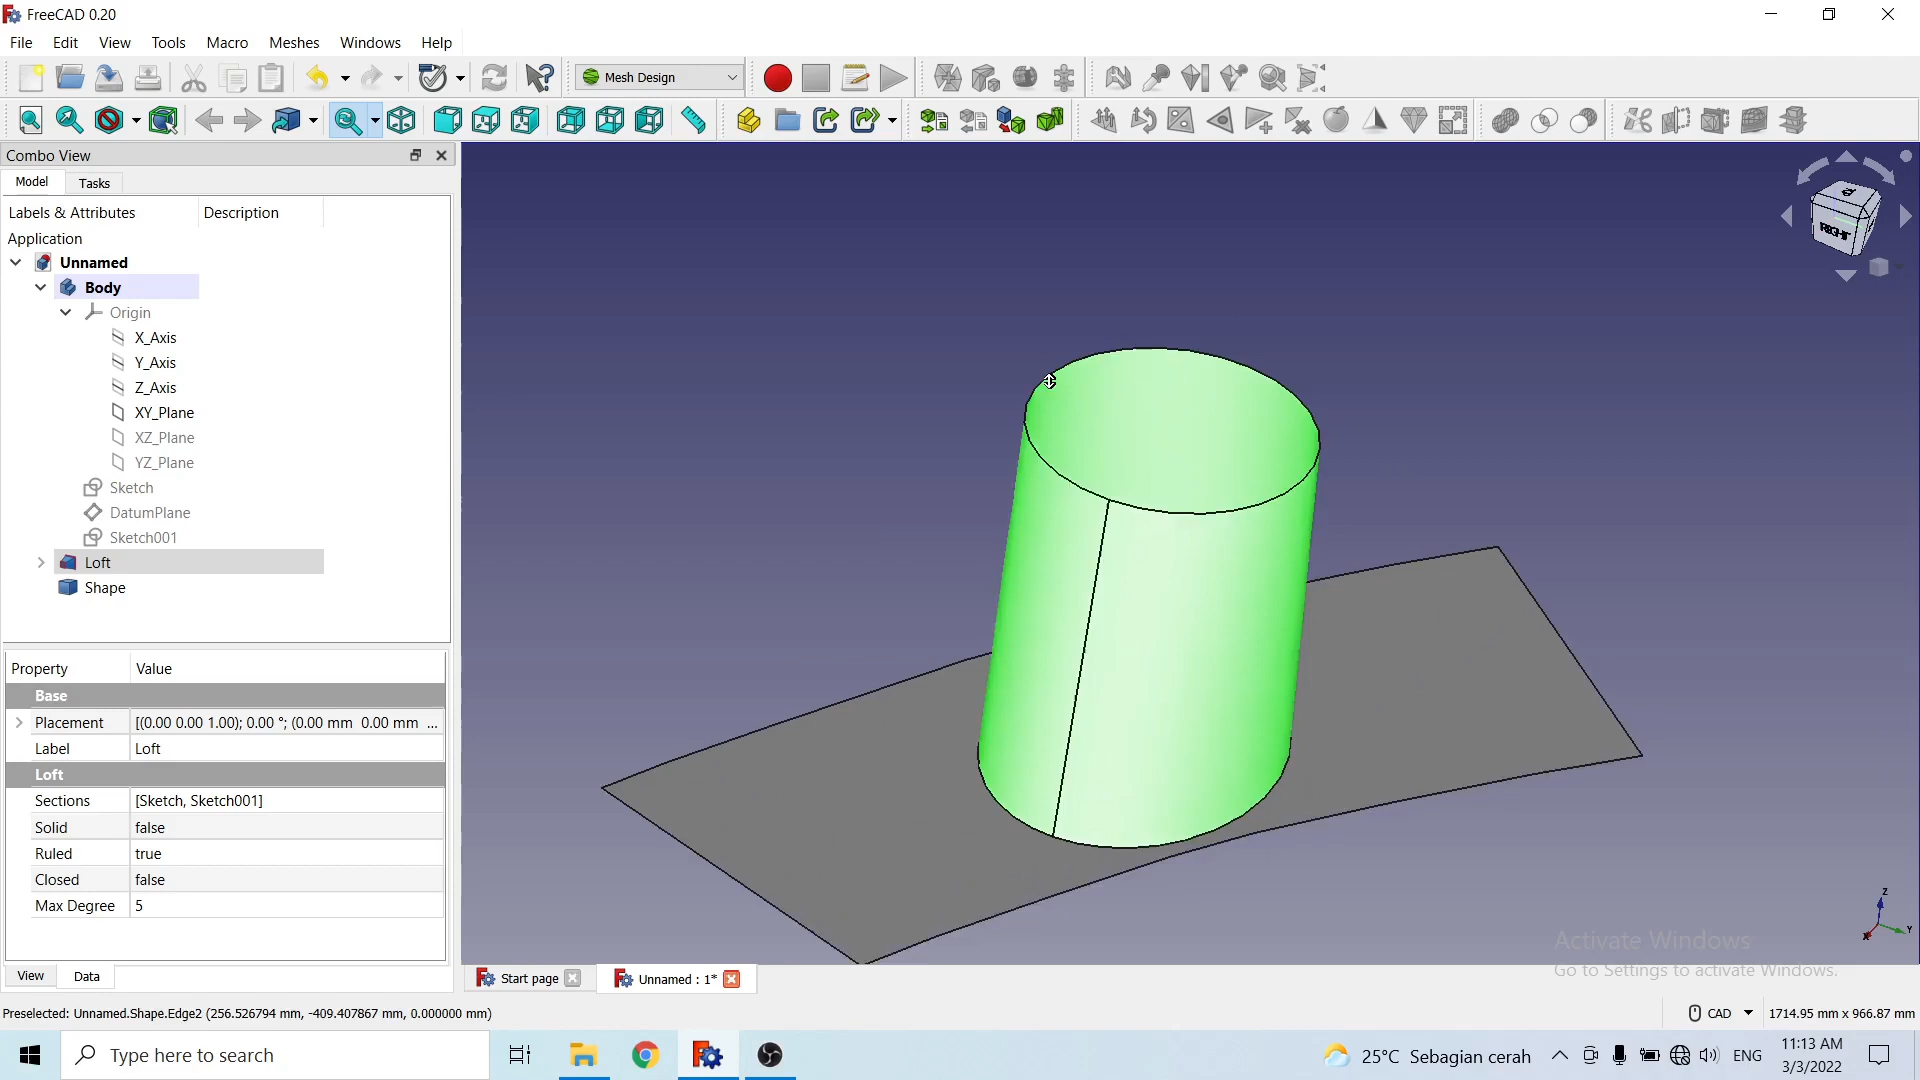 FreeCAD 0.20
File Edit View Tools Macro Meshes Windows Help
Mesh Design
Combo View
Model Tasks
Labels & Attributes Description
Application
Unnamed
Body
Origin
X_Axis
Y_Axis
Z_Axis
XY_Plane
XZ_Plane
YZ_Plane
Sketch
DatumPlane
Sketch001
Loft
Shape
Property Value
Base
Placement [(0.00 0.00 1.00); 0.00 °; (0.00 mm 0.00 mm ...
Label Loft
Loft
Sections [Sketch, Sketch001]
Solid false
Ruled true
Closed false
Max Degree 5
View Data
RIGHT
Z
Y
X
Activate Windows
Go to Settings to activate Windows.
Start page Unnamed : 1*
Preselected: Unnamed.Shape.Edge2 (256.526794 mm, -409.407867 mm, 0.000000 mm)
CAD 1714.95 mm x 966.87 mm
Type here to search
25°C Sebagian cerah
ENG
11:13 AM
3/3/2022